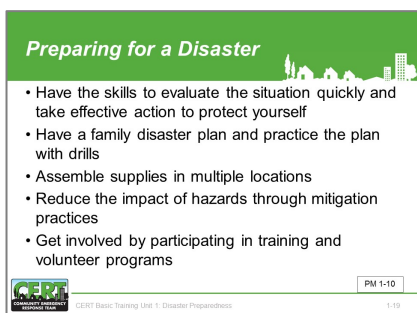 Preparing for a Disaster
• Have the skills to evaluate the situation quickly and
take effective action to protect yourself
• Have a family disaster plan and practice the plan
with drills
• Assemble supplies in multiple locations
• Reduce the impact of hazards through mitigation
practices
• Get involved by participating in training and
volunteer programs
PM 1-10
CERT
COMMUNITY EMERGENCY
RESPONSE TEAM
CERT Basic Training Unit 1: Disaster Preparedness
1-19